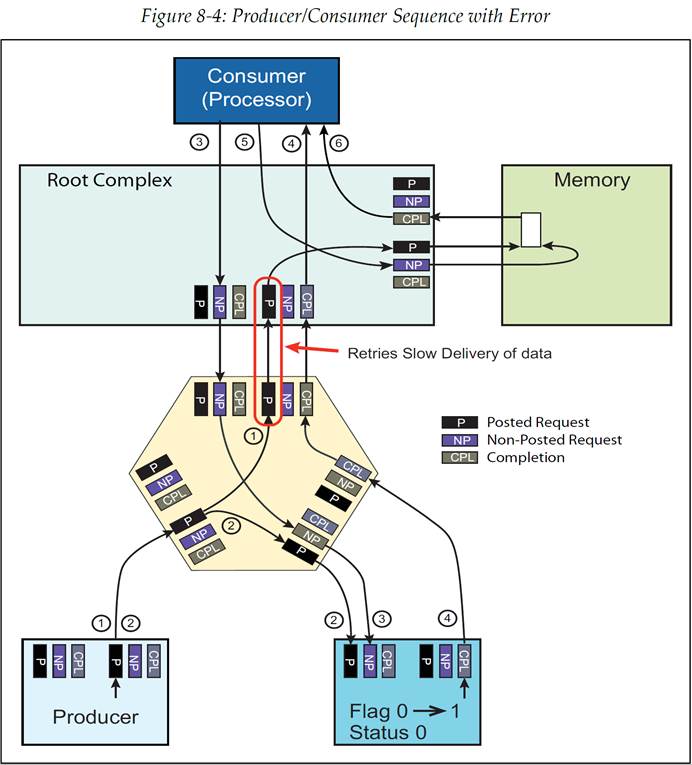 Figure 8-4: Producer/Consumer Sequence with Error
Consumer
(Processor)
3
5
4
6
Root Complex
Memory
P
NP
CPL
P
NP
CPL
P
NP
CPL
P
NP
CPL
Retries Slow Delivery of data
P
NP
CPL
P
NP
CPL
1
P Posted Request
NP Non-Posted Request
CPL Completion
P
NP
CPL
P
NP
CPL
2
CPL
NP
P
CPL
NP
P
1
2
2
3
4
P
NP
CPL
P
NP
CPL
Producer
P
NP
CPL
P
NP
CPL
Flag 0 → 1
Status 0